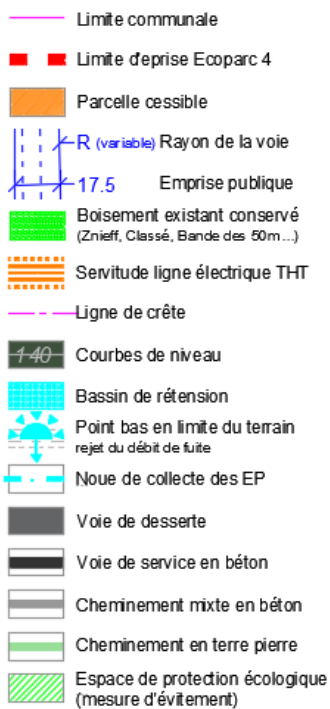 Limite communale
Limite d'eprise Ecoparc 4
Parcelle cessible
R (variable) Rayon de la voie
17.5 Emprise publique
Boisement existant conservé
(Znieff, Classé, Bande des 50m...)
Servitude ligne électrique THT
Ligne de crête
140 Courbes de niveau
Bassin de rétention
Point bas en limite du terrain
rejet du débit de fuite
Noue de collecte des EP
Voie de desserte
Voie de service en béton
Cheminement mixte en béton
Cheminement en terre pierre
Espace de protection écologique
(mesure d'évitement)